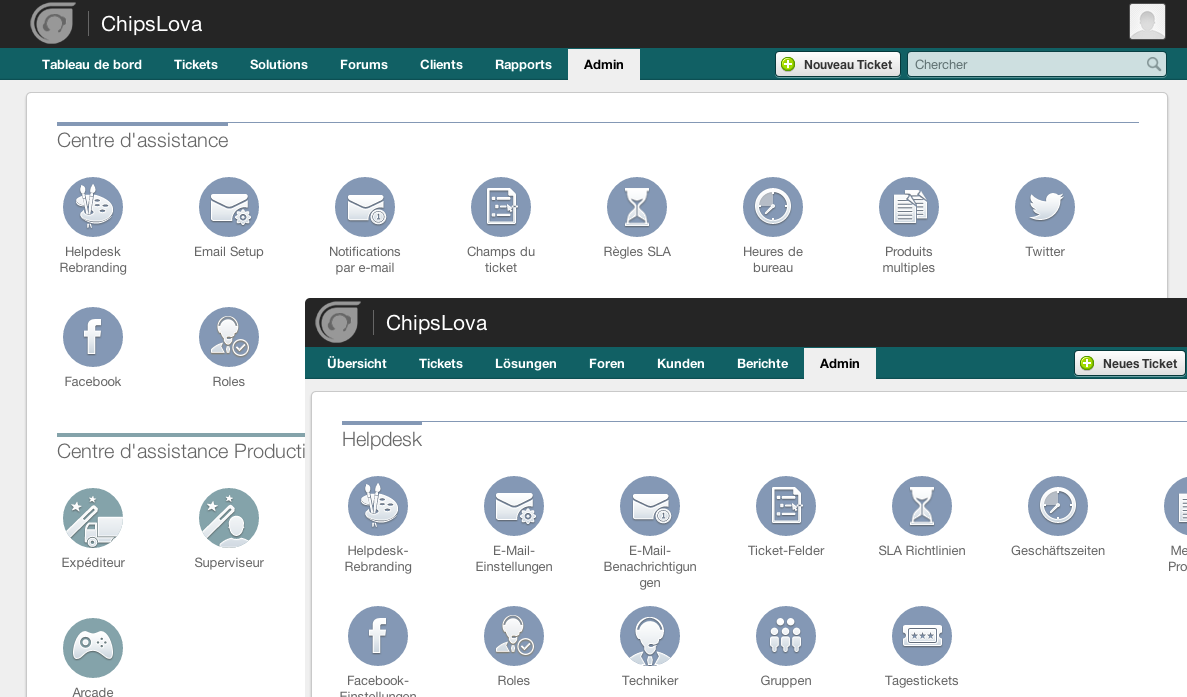 ChipsLova
Tableau de bord Tickets Solutions Forums Clients Rapports Admin Nouveau Ticket Chercher
Centre d'assistance
Helpdesk Rebranding
Email Setup
Notifications par e-mail
Champs du ticket
Règles SLA
Heures de bureau
Produits multiples
Twitter
Facebook
Roles
Centre d'assistance Producti
Expéditeur
Superviseur
Arcade
ChipsLova
Übersicht Tickets Lösungen Foren Kunden Berichte Admin Neues Ticket
Helpdesk
Helpdesk-
Rebranding
E-Mail-
Einstellungen
E-Mail-
Benachrichtigun
gen
Ticket-Felder
SLA Richtlinien
Geschäftszeiten
Me
Pro
Facebook-
Einstellungen
Roles
Techniker
Gruppen
Tagestickets